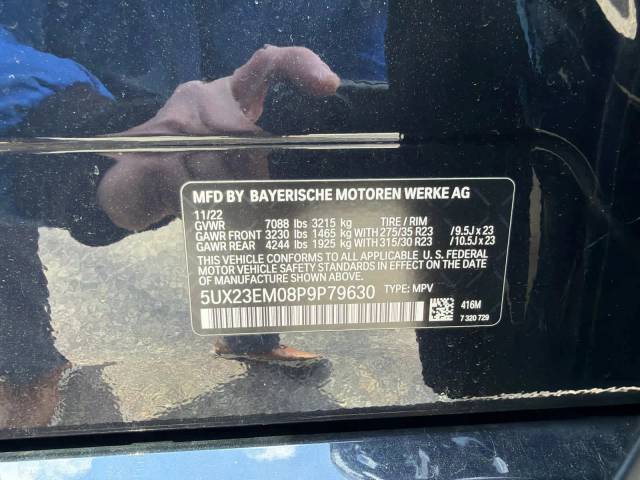 MFD BY BAYERISCHE MOTOREN WERKE AG
11/22
GVWR 7088 lbs 3215 kg TIRE / RIM
GAWR FRONT 3230 lbs 1465 kg WITH 275/35 R23 /9.5J x 23
GAWR REAR 4244 lbs 1925 kg WITH 315/30 R23 /10.5J x 23
THIS VEHICLE CONFORMS TO ALL APPLICABLE U. S. FEDERAL
MOTOR VEHICLE SAFETY STANDARDS IN EFFECT ON THE DATE
OF MANUFACTURE SHOWN ABOVE.
5UX23EM08P9P79630 TYPE: MPV
416M
7 320 729